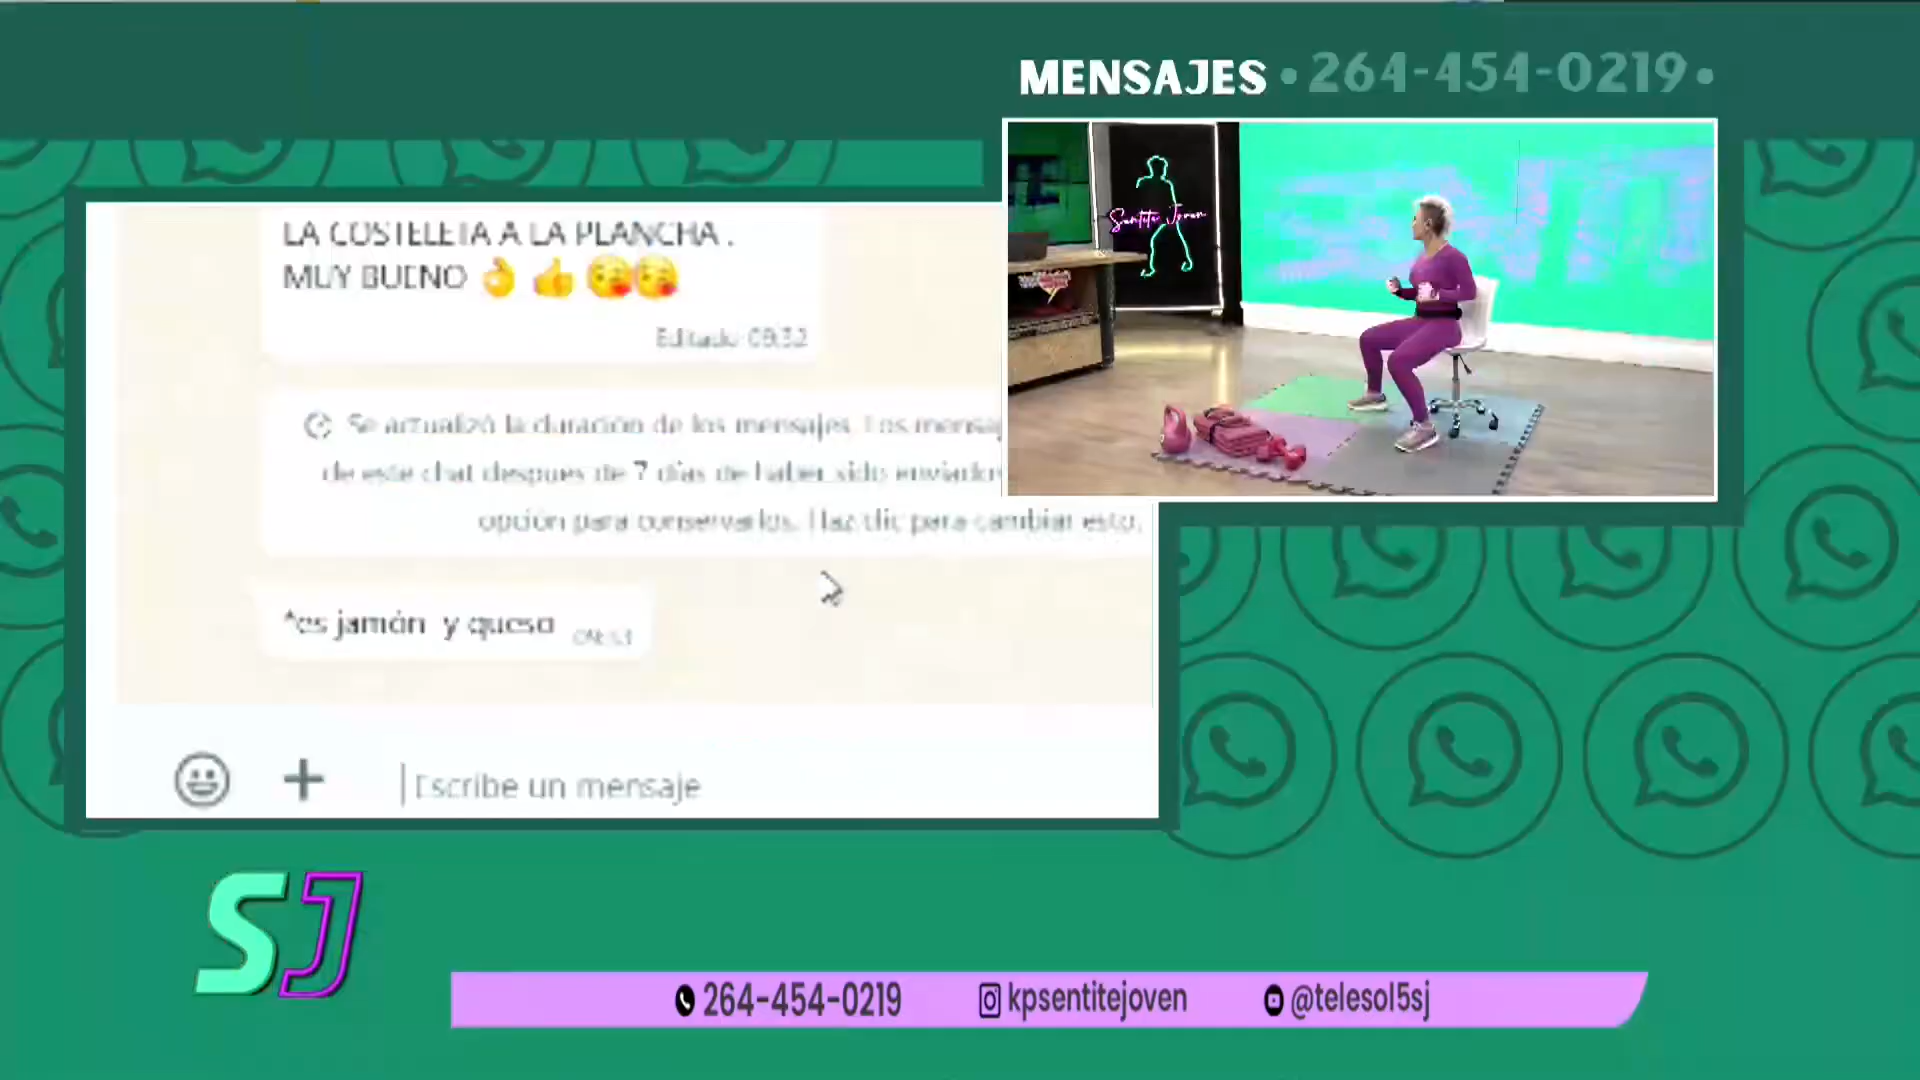 MENSAJES • 264-454-0219 •
Sentite Joven
LA COSTELETA A LA PLANCHA .
MUY BUENO 👌 👍 😘😘
Editado 09:32
Se actualizó la duración de los mensajes. Los mensaj
de este chat después de 7 días de haber sido enviados
opción para conservarlos. Haz clic para cambiar esto.
*es jamón y queso
Escribe un mensaje
SJ
264-454-0219 kpsentitejoven @telesol5sj